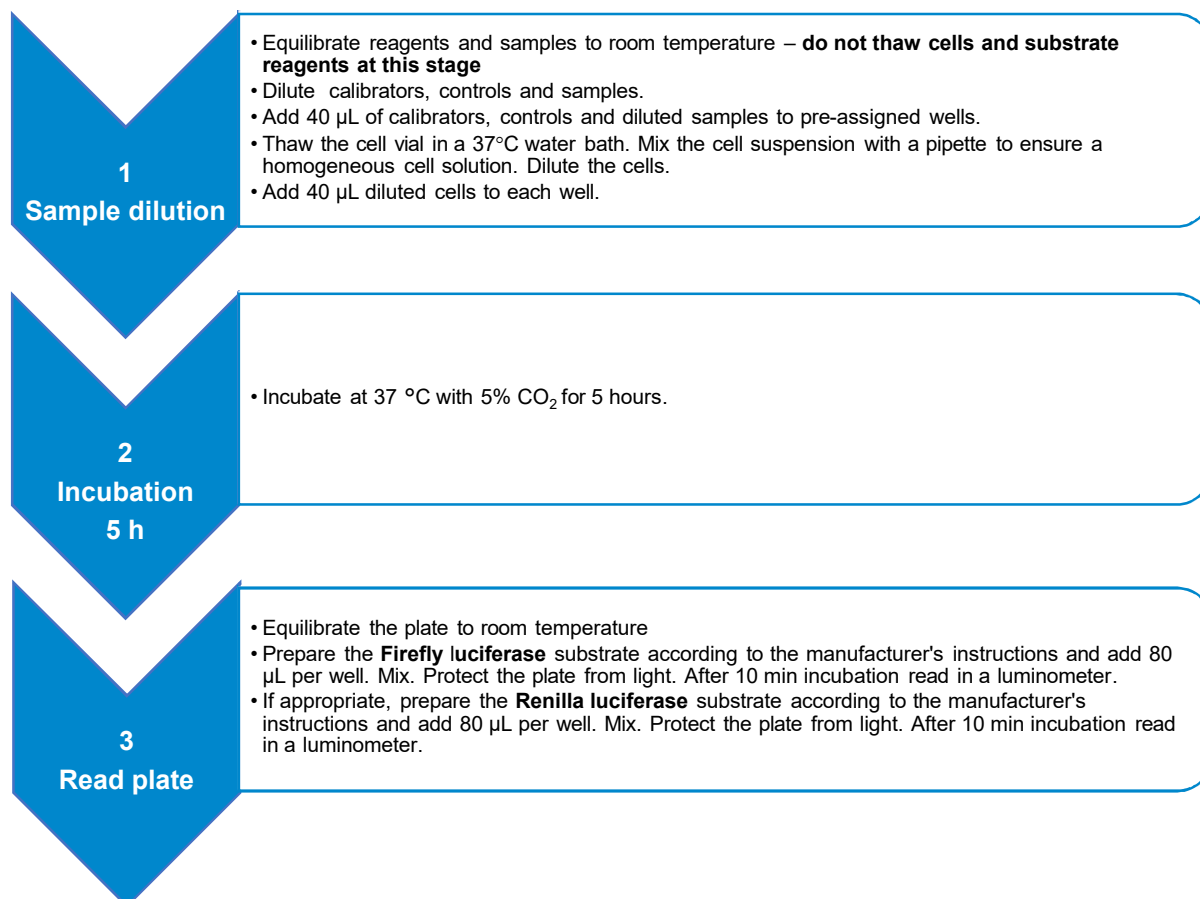 1
Sample dilution
• Equilibrate reagents and samples to room temperature – do not thaw cells and substrate
reagents at this stage
• Dilute calibrators, controls and samples.
• Add 40 µL of calibrators, controls and diluted samples to pre-assigned wells.
• Thaw the cell vial in a 37°C water bath. Mix the cell suspension with a pipette to ensure a
homogeneous cell solution. Dilute the cells.
• Add 40 µL diluted cells to each well.
2
Incubation
5 h
• Incubate at 37 °C with 5% CO₂ for 5 hours.
3
Read plate
• Equilibrate the plate to room temperature
• Prepare the Firefly luciferase substrate according to the manufacturer's instructions and add 80
µL per well. Mix. Protect the plate from light. After 10 min incubation read in a luminometer.
• If appropriate, prepare the Renilla luciferase substrate according to the manufacturer's
instructions and add 80 µL per well. Mix. Protect the plate from light. After 10 min incubation read
in a luminometer.